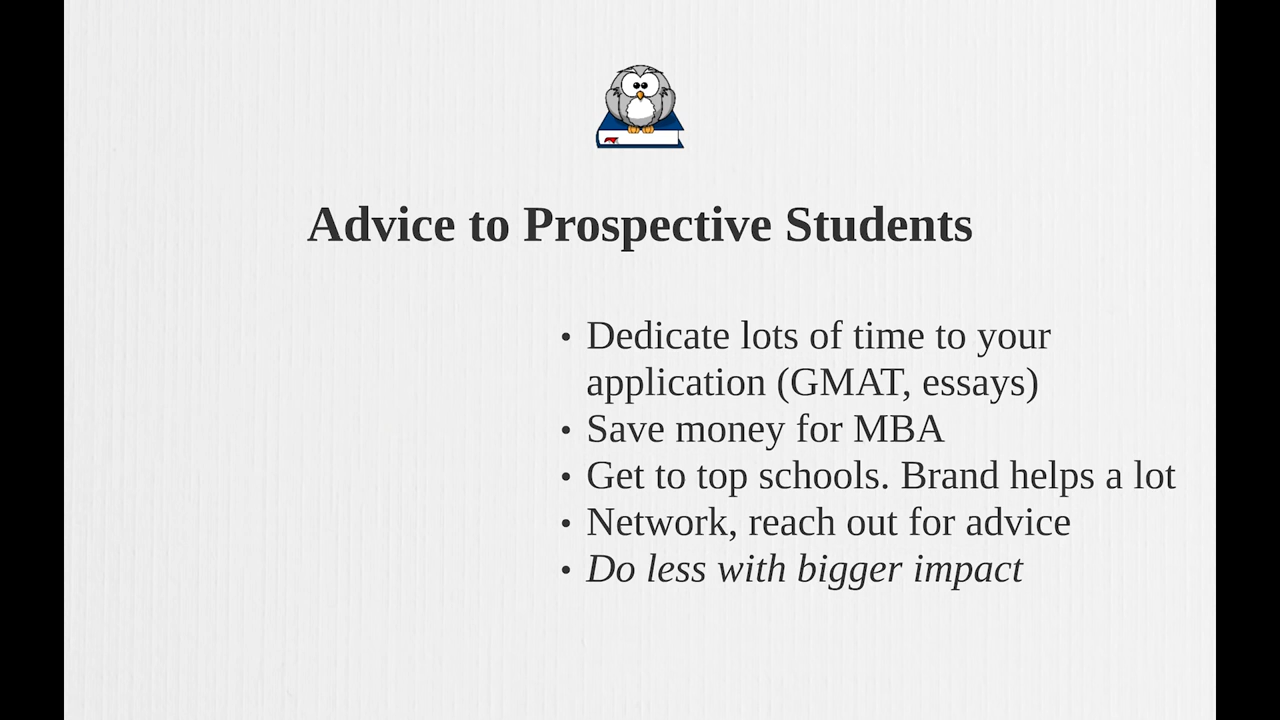 Advice to Prospective Students
• Dedicate lots of time to your
application (GMAT, essays)
• Save money for MBA
• Get to top schools. Brand helps a lot
• Network, reach out for advice
• Do less with bigger impact